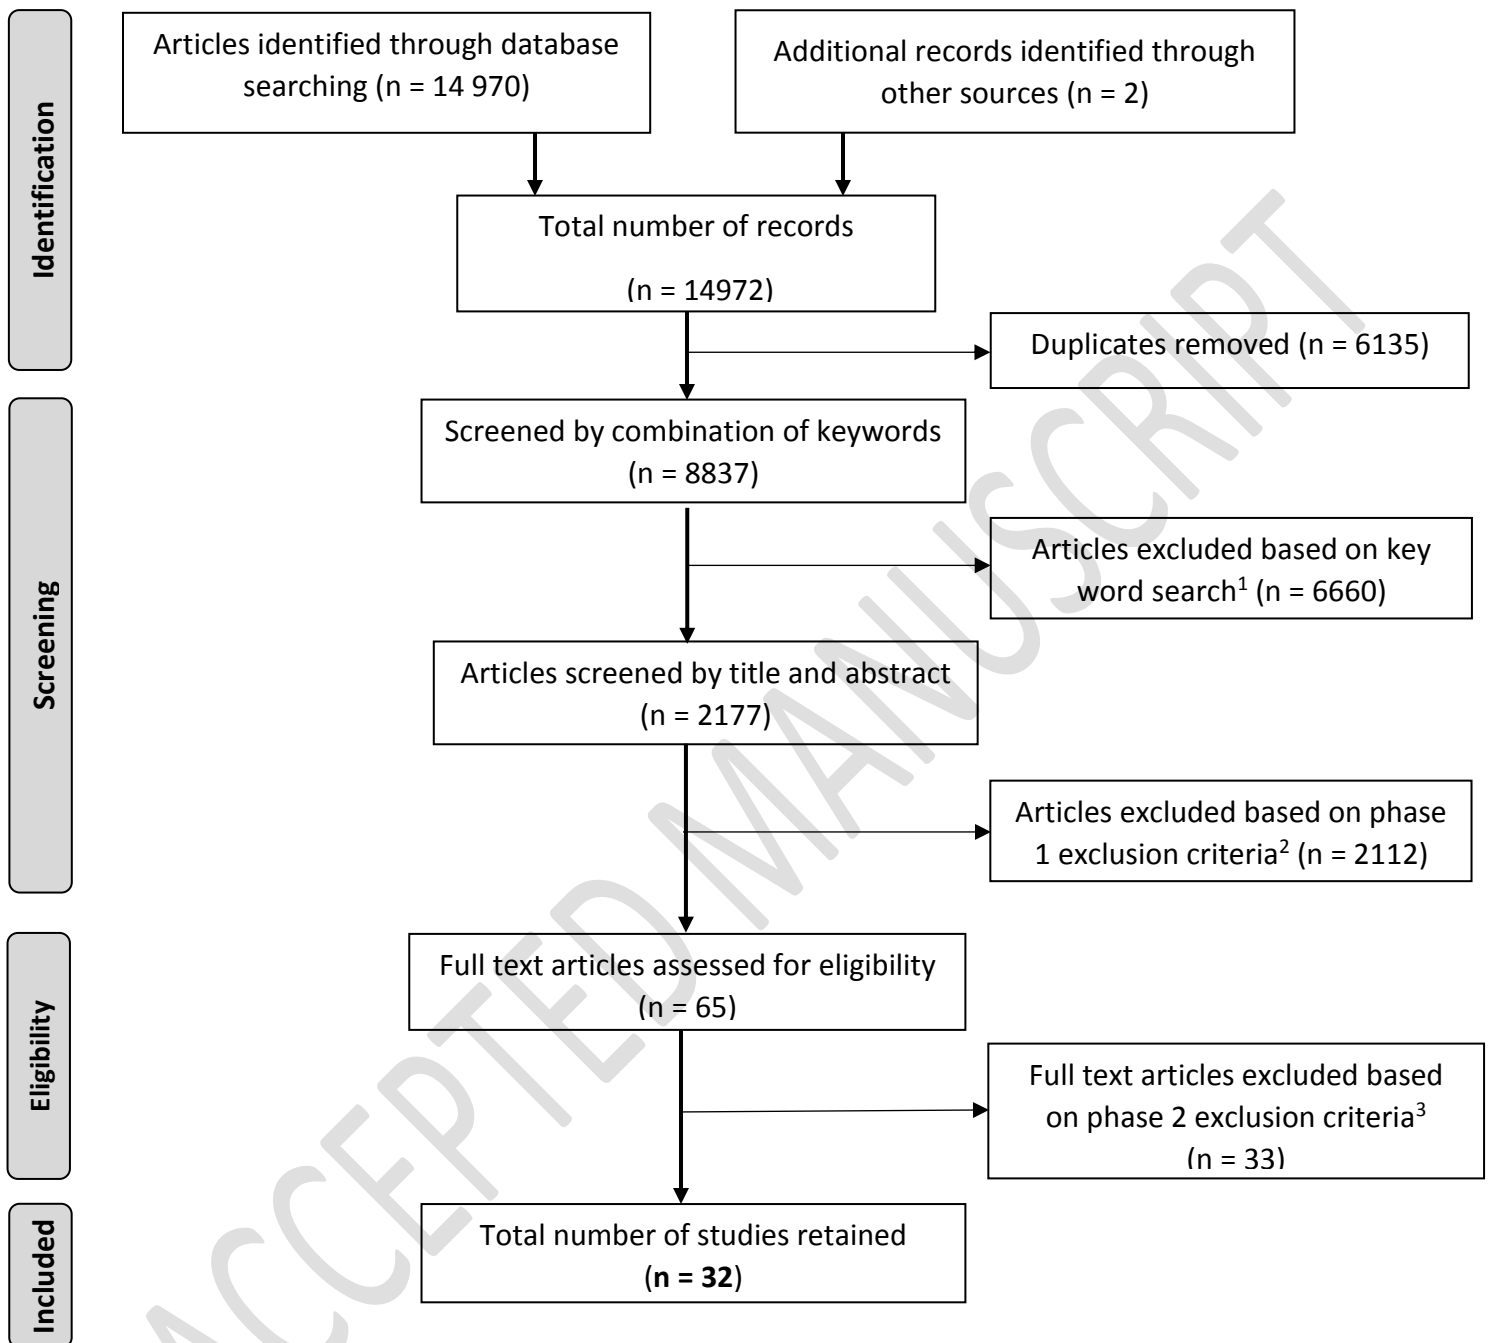 Identification
Articles identified through database
searching (n = 14 970)
Additional records identified through
other sources (n = 2)
Total number of records
(n = 14972)
Duplicates removed (n = 6135)
Screening
Screened by combination of keywords
(n = 8837)
Articles excluded based on key
word search1 (n = 6660)
Articles screened by title and abstract
(n = 2177)
Articles excluded based on phase
1 exclusion criteria2 (n = 2112)
Eligibility
Full text articles assessed for eligibility
(n = 65)
Full text articles excluded based
on phase 2 exclusion criteria3
(n = 33)
Included
Total number of studies retained
(n = 32)
ACCEPTED MANUSCRIPT